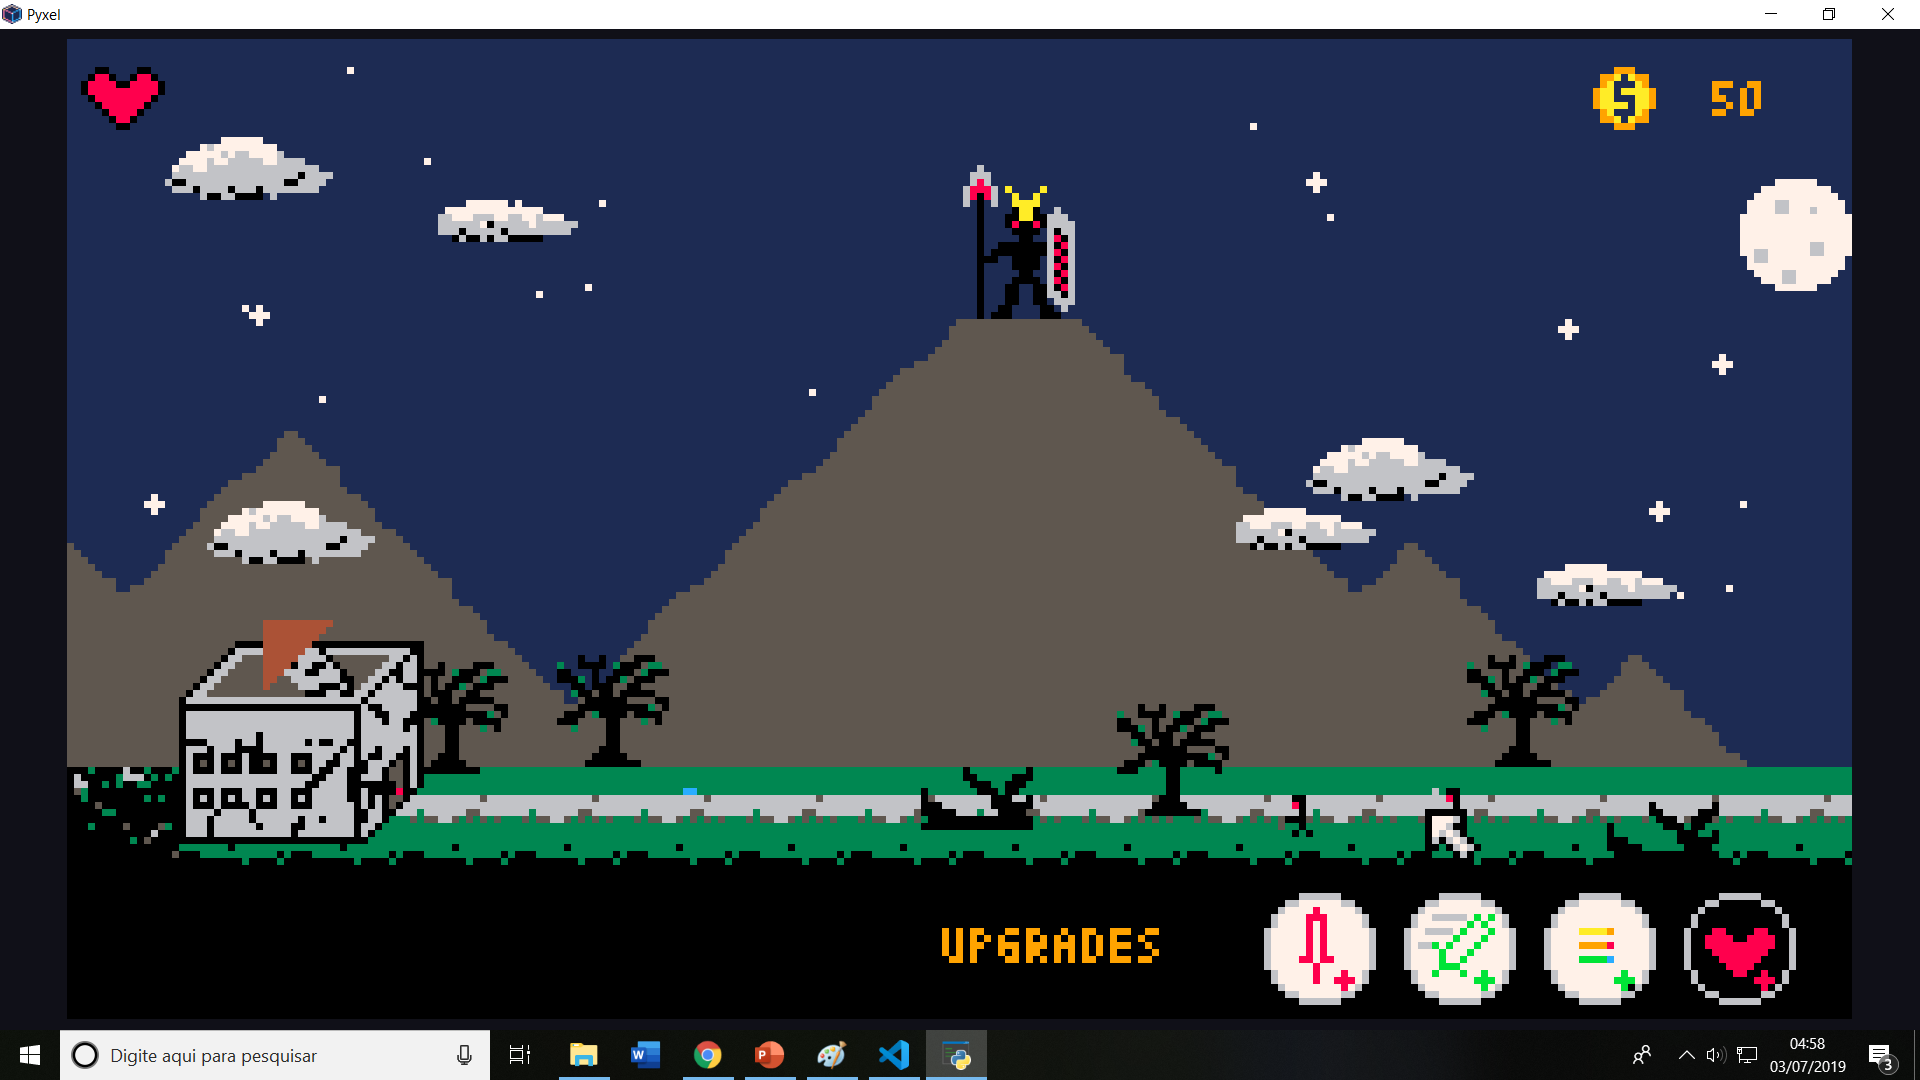 Pyxel
$ 50
UPGRADES
Digite aqui para pesquisar
W
P
04:58
03/07/2019
3